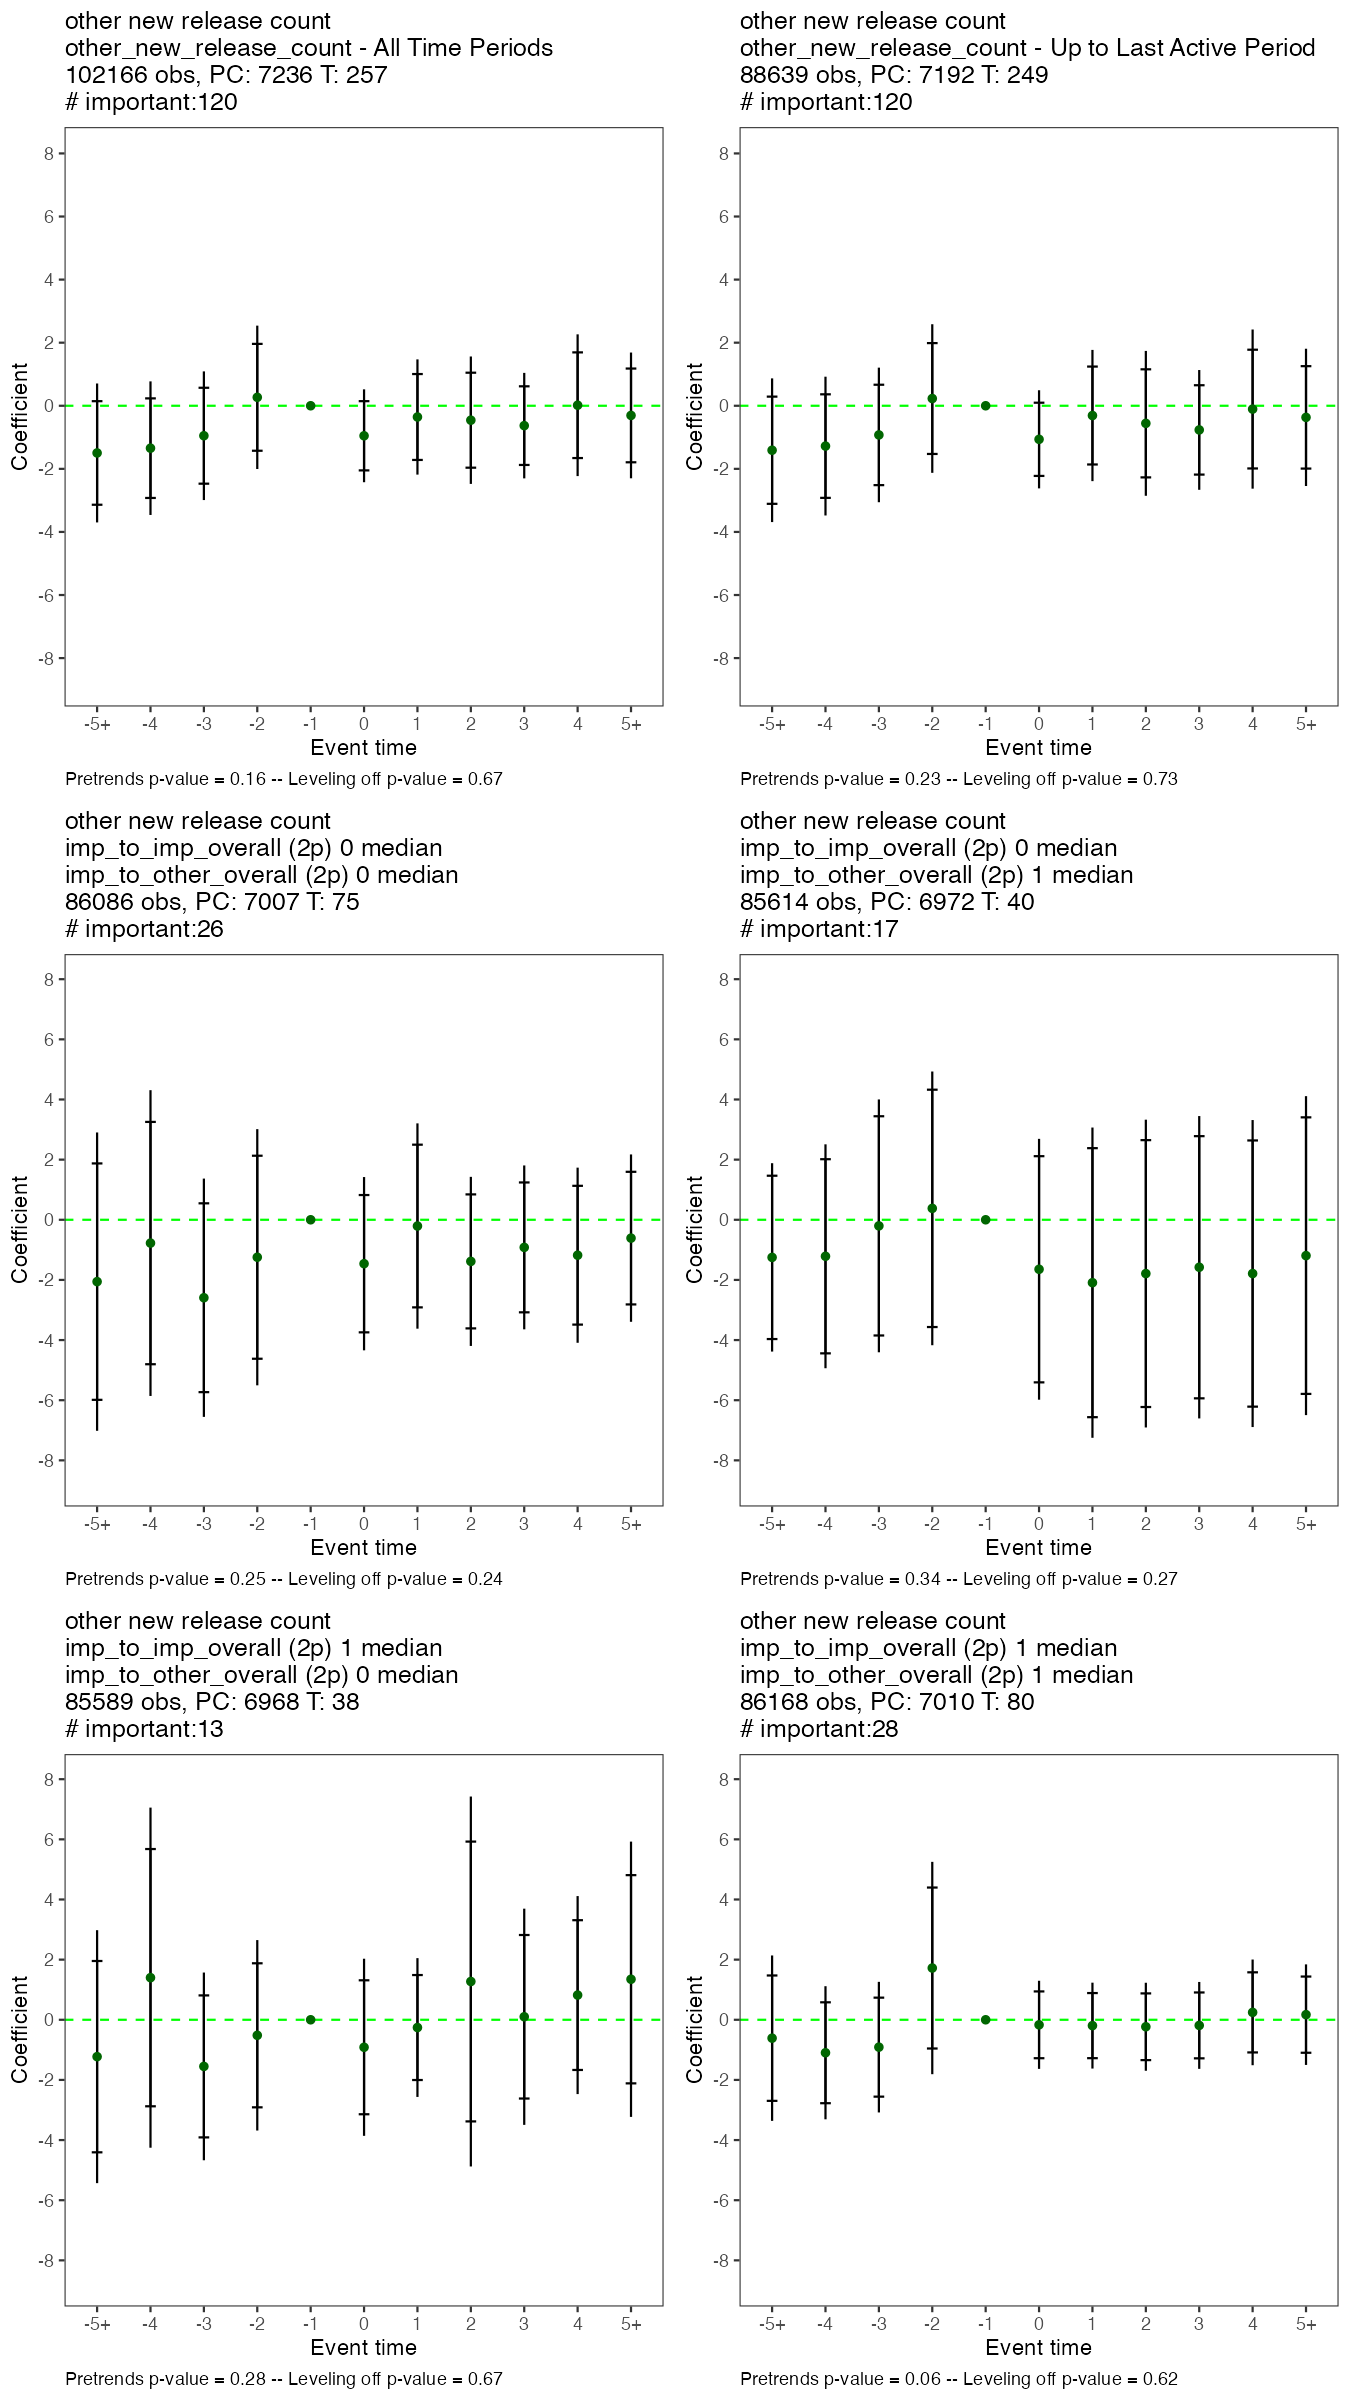 other new release count
other_new_release_count - All Time Periods
102166 obs, PC: 7236 T: 257
# important:120
8
6
4
2
0
-2
-4
-6
-8
Coefficient
-5+ -4 -3 -2 -1 0 1 2 3 4 5+
Event time
Pretrends p-value = 0.16 -- Leveling off p-value = 0.67
other new release count
other_new_release_count - Up to Last Active Period
88639 obs, PC: 7192 T: 249
# important:120
8
6
4
2
0
-2
-4
-6
-8
Coefficient
-5+ -4 -3 -2 -1 0 1 2 3 4 5+
Event time
Pretrends p-value = 0.23 -- Leveling off p-value = 0.73
other new release count
imp_to_imp_overall (2p) 0 median
imp_to_other_overall (2p) 0 median
86086 obs, PC: 7007 T: 75
# important:26
8
6
4
2
0
-2
-4
-6
-8
Coefficient
-5+ -4 -3 -2 -1 0 1 2 3 4 5+
Event time
Pretrends p-value = 0.25 -- Leveling off p-value = 0.24
other new release count
imp_to_imp_overall (2p) 0 median
imp_to_other_overall (2p) 1 median
85614 obs, PC: 6972 T: 40
# important:17
8
6
4
2
0
-2
-4
-6
-8
Coefficient
-5+ -4 -3 -2 -1 0 1 2 3 4 5+
Event time
Pretrends p-value = 0.34 -- Leveling off p-value = 0.27
other new release count
imp_to_imp_overall (2p) 1 median
imp_to_other_overall (2p) 0 median
85589 obs, PC: 6968 T: 38
# important:13
8
6
4
2
0
-2
-4
-6
-8
Coefficient
-5+ -4 -3 -2 -1 0 1 2 3 4 5+
Event time
Pretrends p-value = 0.28 -- Leveling off p-value = 0.67
other new release count
imp_to_imp_overall (2p) 1 median
imp_to_other_overall (2p) 1 median
86168 obs, PC: 7010 T: 80
# important:28
8
6
4
2
0
-2
-4
-6
-8
Coefficient
-5+ -4 -3 -2 -1 0 1 2 3 4 5+
Event time
Pretrends p-value = 0.06 -- Leveling off p-value = 0.62